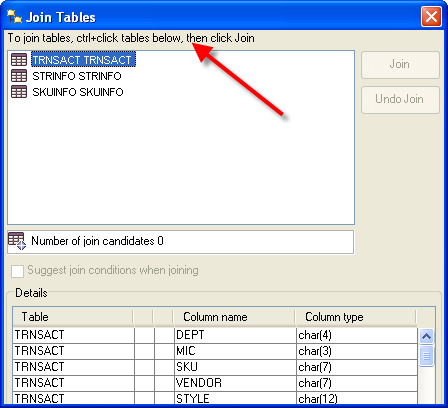 Join Tables
To join tables, ctrl+click tables below, then click Join
TRNSACT TRNSACT
STRINFO STRINFO
SKUINFO SKUINFO
Join
Undo Join
Number of join candidates 0
Suggest join conditions when joining
Details
Table Column name Column type
TRNSACT DEPT char(4)
TRNSACT MIC char(3)
TRNSACT SKU char(7)
TRNSACT VENDOR char(7)
TRNSACT STYLE char(12)